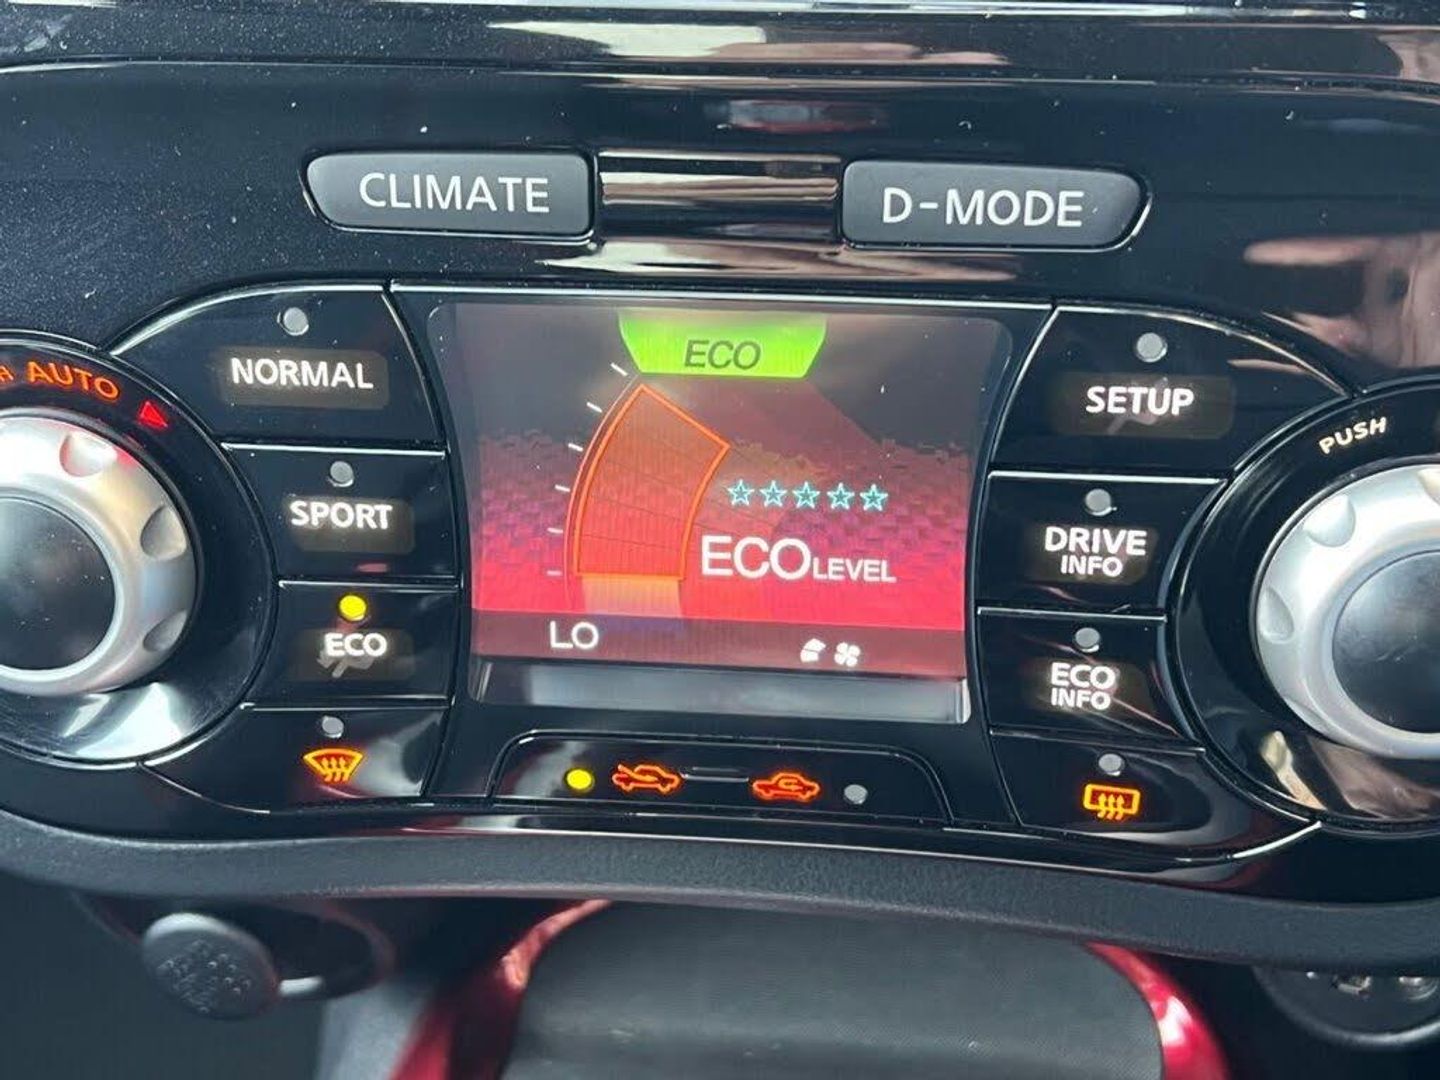 CLIMATE
D-MODE
AUTO
NORMAL
ECO
SETUP
PUSH
SPORT
ECO LEVEL
DRIVE
INFO
ECO
LO
ECO
INFO